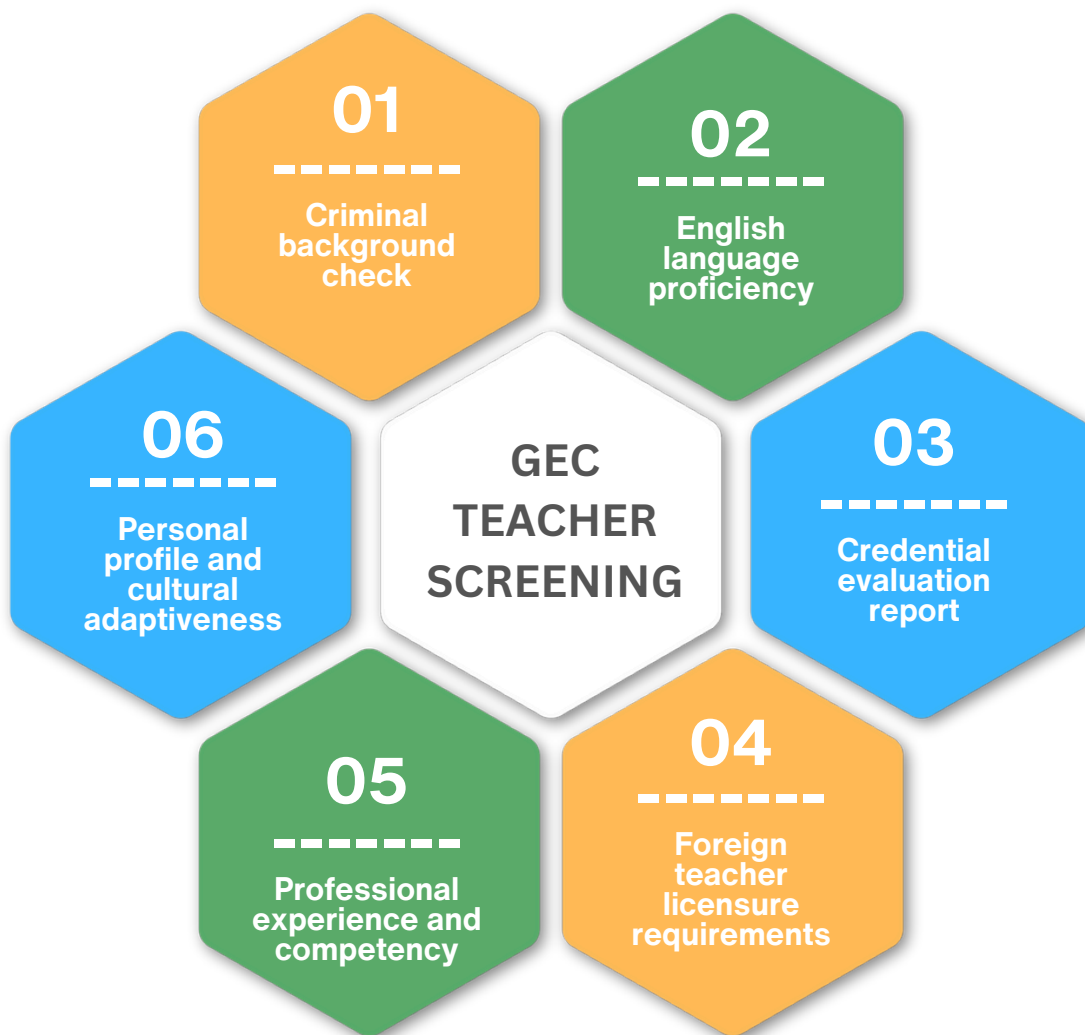 01
Criminal
background
check
02
English
language
proficiency
03
Credential
evaluation
report
04
Foreign
teacher
licensure
requirements
05
Professional
experience and
competency
06
Personal
profile and
cultural
adaptiveness
GEC
TEACHER
SCREENING